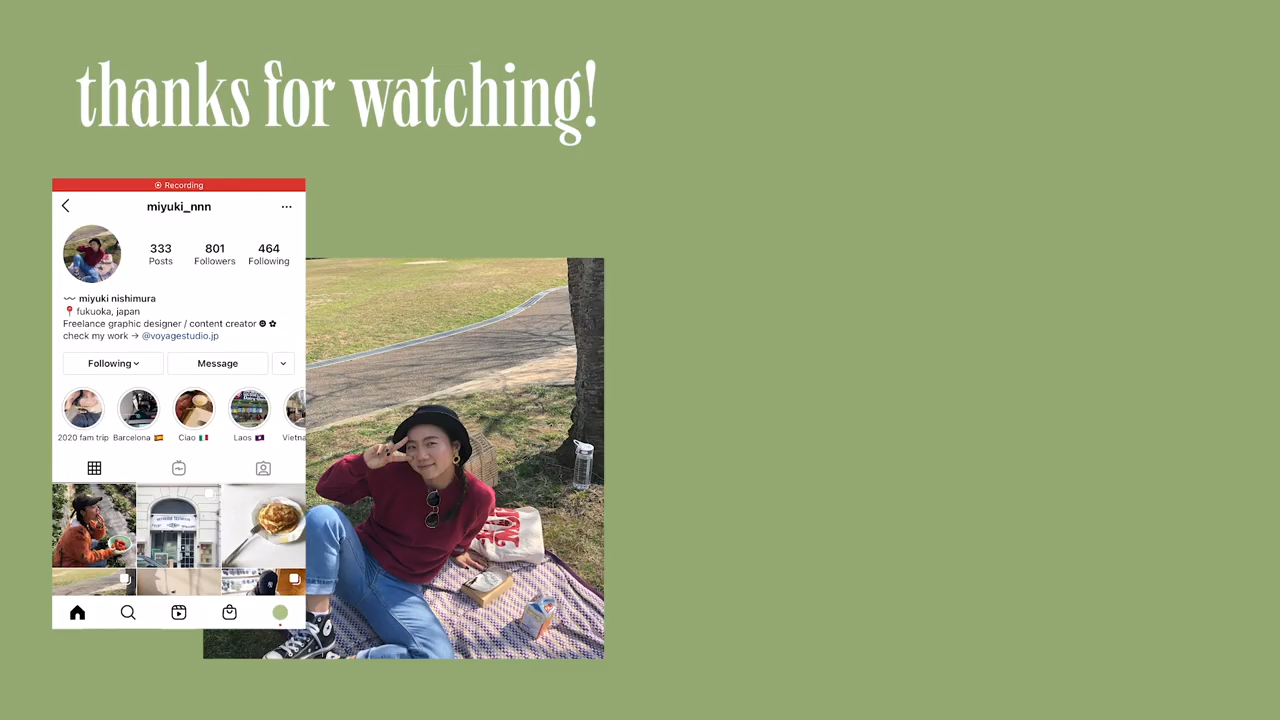 thanks for watching!
Recording
miyuki_nnn
333 801 464
Posts Followers Following
miyuki nishimura
📍 fukuoka, japan
Freelance graphic designer / content creator
check my work → @voyagestudio.jp
Following Message
2020 fam trip Barcelona 🇪🇸 Ciao 🇮🇹 Laos 🇱🇦 Vietna